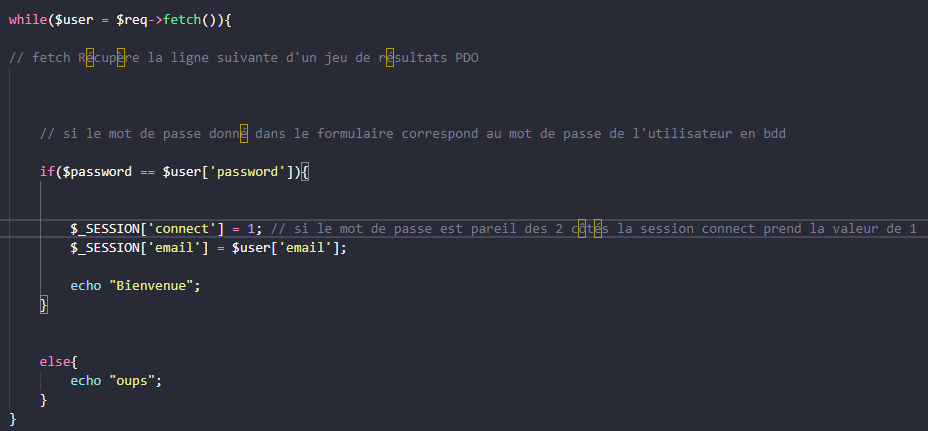 while($user = $req->fetch()){
// fetch Récupère la ligne suivante d'un jeu de résultats PDO
// si le mot de passe donné dans le formulaire correspond au mot de passe de l'utilisateur en bdd
if($password == $user['password']){
$_SESSION['connect'] = 1; // si le mot de passe est pareil des 2 côtés la session connect prend la valeur de 1
$_SESSION['email'] = $user['email'];
echo "Bienvenue";
}
else{
echo "oups";
}
}